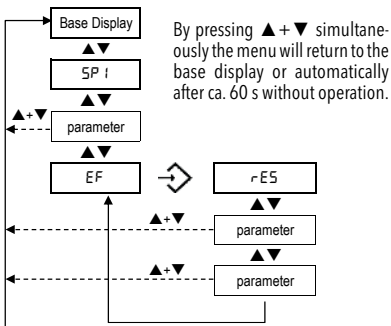 Base Display
▲▼
SP1
▲▼
▲+▼
parameter
▲▼
EF
rES
▲▼
▲+▼
parameter
▲▼
▲+▼
parameter
By pressing ▲+▼ simultane-
ously the menu will return to the
base display or automatically
after ca. 60 s without operation.